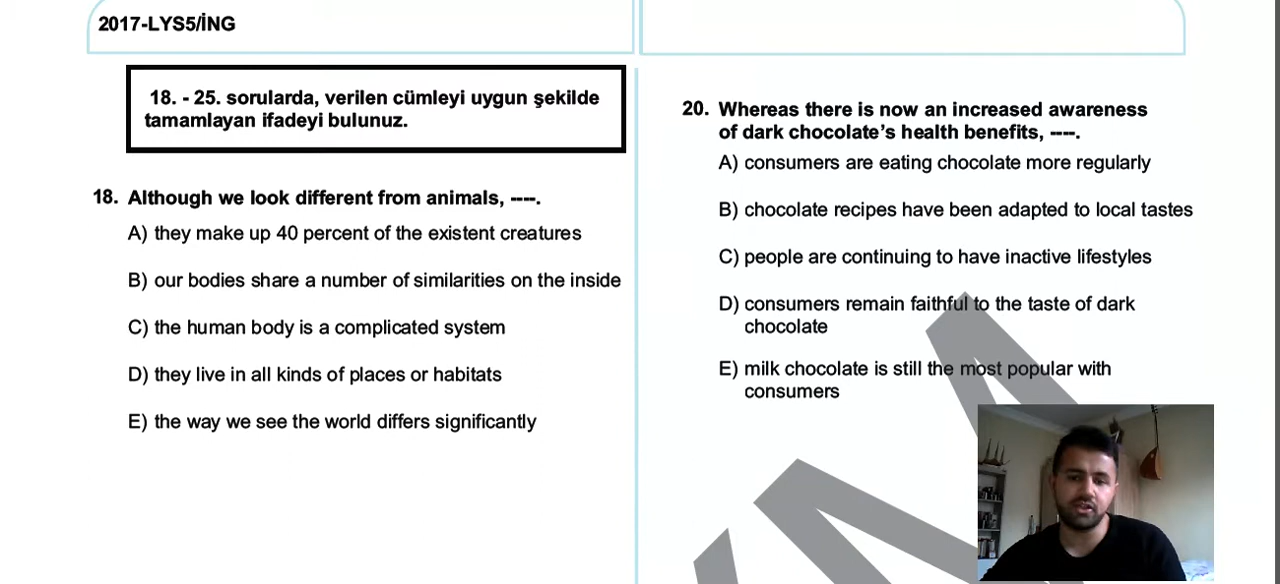 2017-LYS5/İNG
18. - 25. sorularda, verilen cümleyi uygun şekilde
tamamlayan ifadeyi bulunuz.
18. Although we look different from animals, ----.
A) they make up 40 percent of the existent creatures
B) our bodies share a number of similarities on the inside
C) the human body is a complicated system
D) they live in all kinds of places or habitats
E) the way we see the world differs significantly
20. Whereas there is now an increased awareness
of dark chocolate’s health benefits, ----.
A) consumers are eating chocolate more regularly
B) chocolate recipes have been adapted to local tastes
C) people are continuing to have inactive lifestyles
D) consumers remain faithful to the taste of dark
chocolate
E) milk chocolate is still the most popular with
consumers